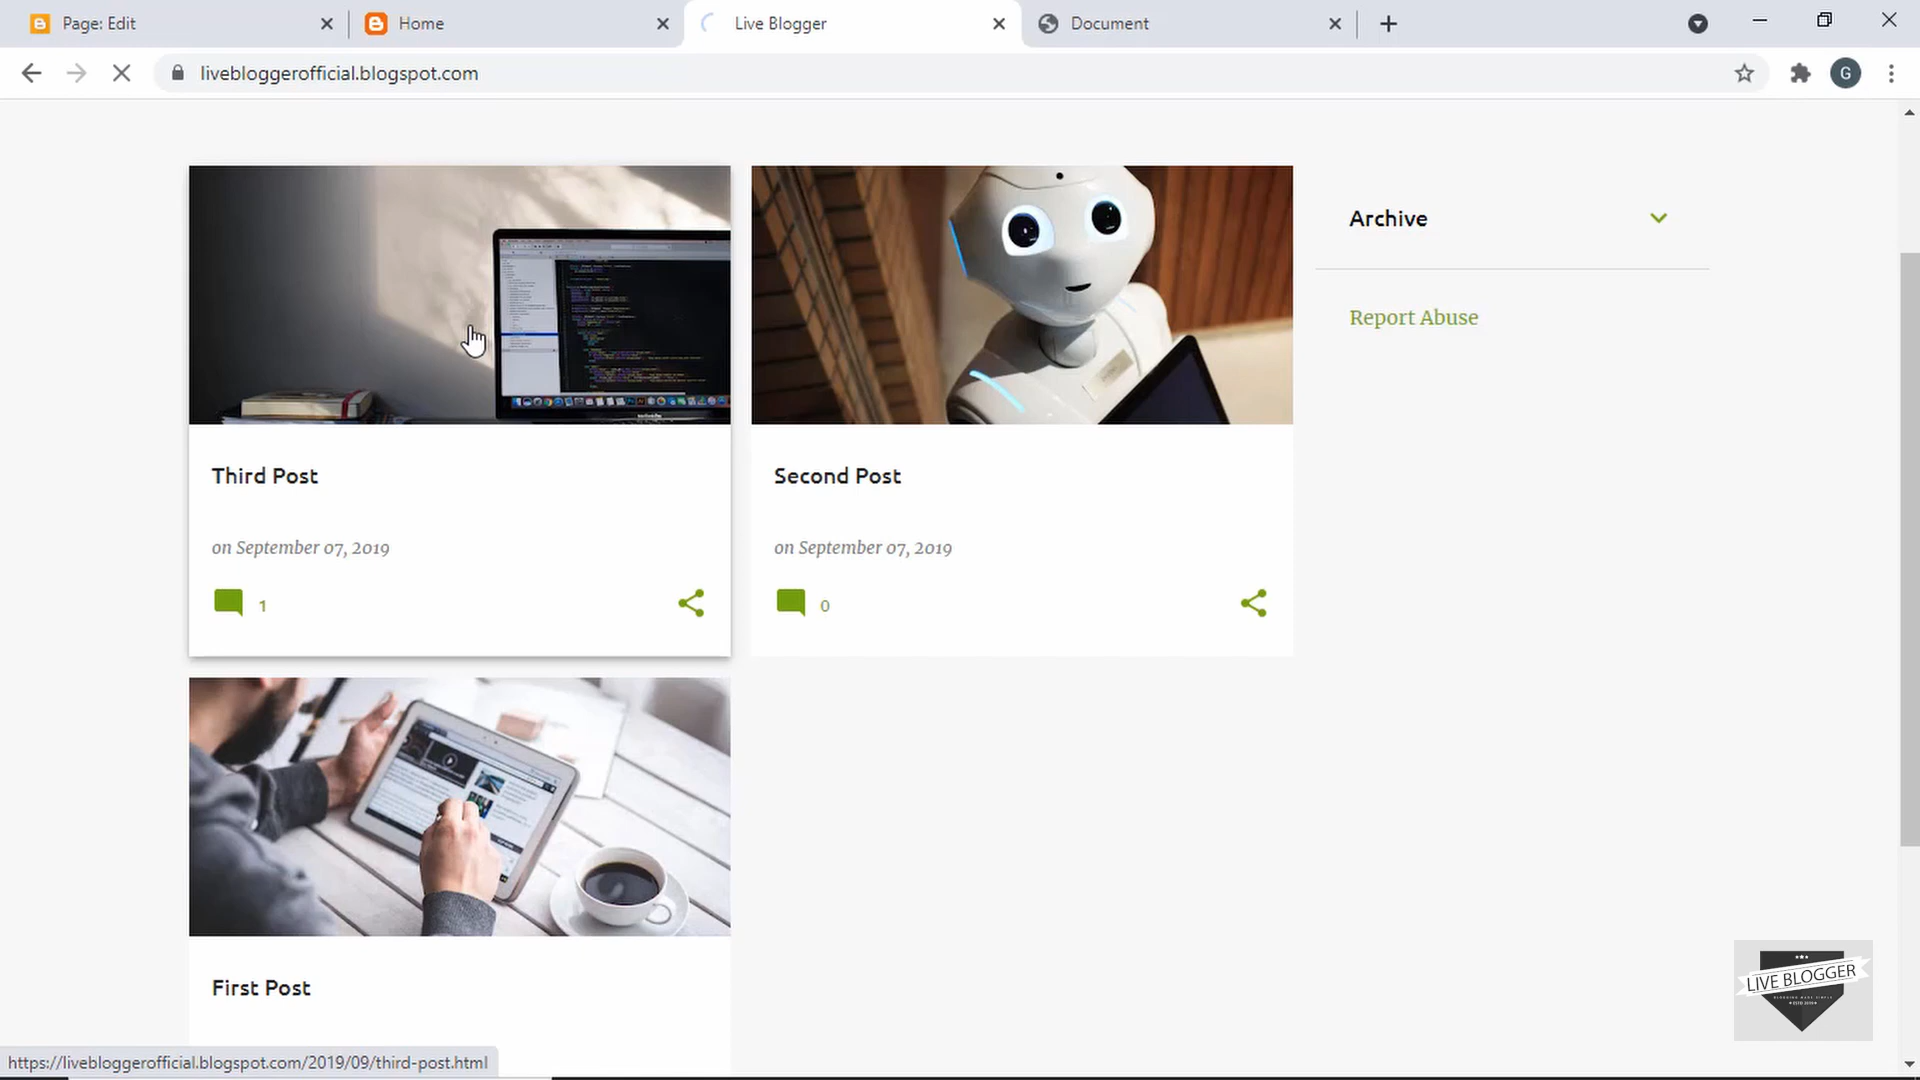 Page: Edit
Home
Live Blogger
Document
livebloggerofficial.blogspot.com
G
Archive
Report Abuse
Third Post
on September 07, 2019
1
Second Post
on September 07, 2019
0
First Post
LIVE BLOGGER
https://livebloggerofficial.blogspot.com/2019/09/third-post.html